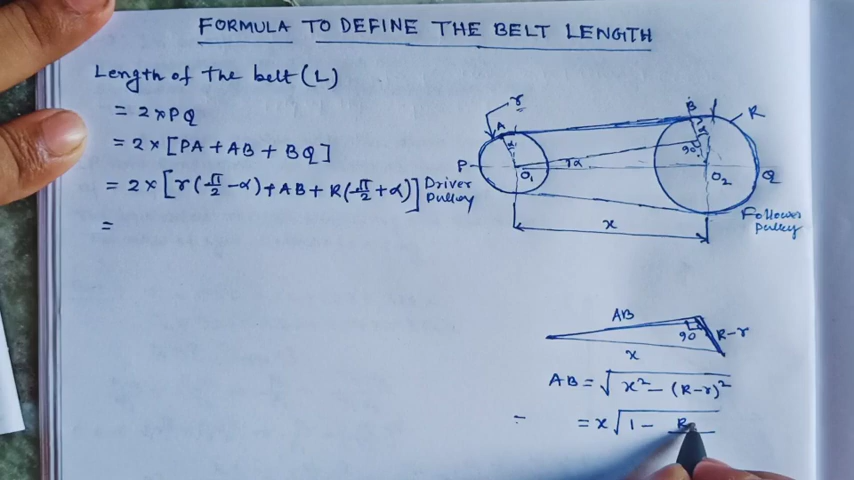 FORMULA TO DEFINE THE BELT LENGTH
Length of the belt (L)
= 2 × PQ
= 2 × [PA + AB + BQ]
= 2 × [r(π/2 - α) + AB + R(π/2 + α)]
=
r
A
B
R
α
α
P
90
α
O₁
O₂
Q
Driver
Pulley
x
Follower
Pulley
AB
90
R-r
x
AB = √(x² - (R-r)²)
= x√(1 - R